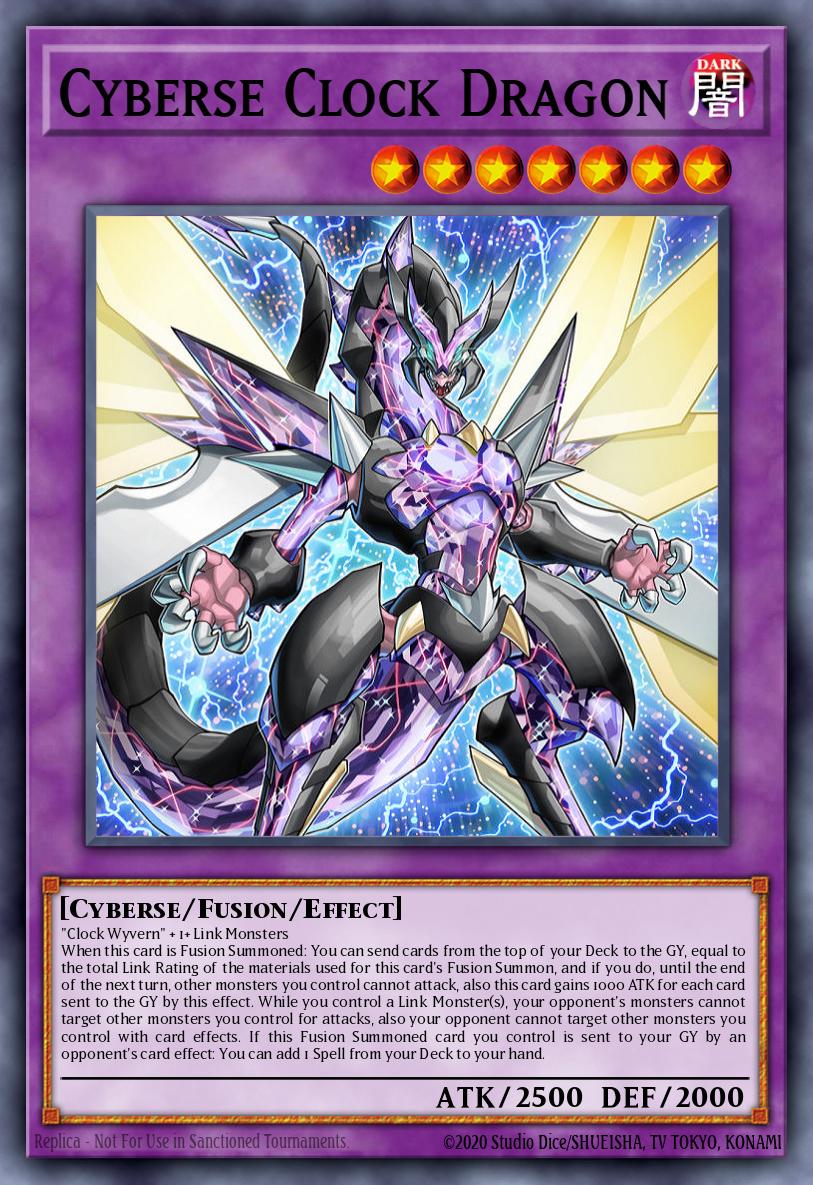 Cyberse Clock Dragon
DARK
闇
[Cyberse/Fusion/Effect]
"Clock Wyvern" + 1+ Link Monsters
When this card is Fusion Summoned: You can send cards from the top of your Deck to the GY, equal to
the total Link Rating of the materials used for this card's Fusion Summon, and if you do, until the end
of the next turn, other monsters you control cannot attack, also this card gains 1000 ATK for each card
sent to the GY by this effect. While you control a Link Monster(s), your opponent's monsters cannot
target other monsters you control for attacks, also your opponent cannot target other monsters you
control with card effects. If this Fusion Summoned card you control is sent to your GY by an
opponent's card effect: You can add 1 Spell from your Deck to your hand.
ATK/2500 DEF/2000
Replica - Not For Use in Sanctioned Tournaments.
©2020 Studio Dice/SHUEISHA, TV TOKYO, KONAMI